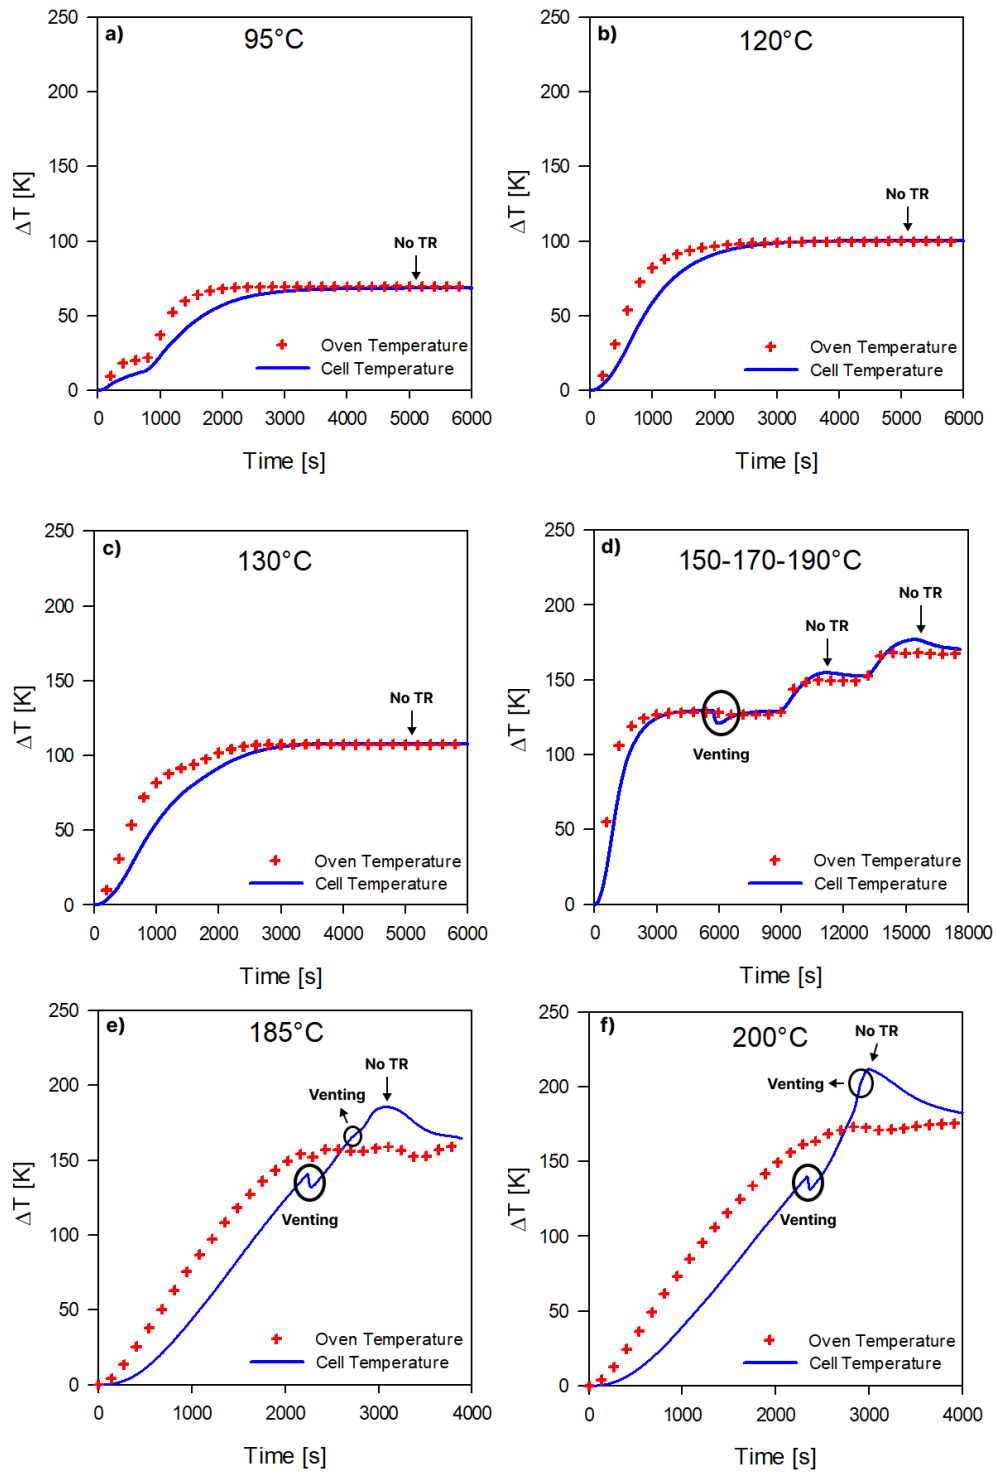 a)
95°C
250
200
150
100
50
0
ΔT [K]
No TR
Oven Temperature
Cell Temperature
0 1000 2000 3000 4000 5000 6000
Time [s]
b)
120°C
250
200
150
100
50
0
ΔT [K]
No TR
Oven Temperature
Cell Temperature
0 1000 2000 3000 4000 5000 6000
Time [s]
c)
130°C
250
200
150
100
50
0
ΔT [K]
No TR
Oven Temperature
Cell Temperature
0 1000 2000 3000 4000 5000 6000
Time [s]
d)
150-170-190°C
250
200
150
100
50
0
ΔT [K]
No TR
No TR
Venting
Oven Temperature
Cell Temperature
0 3000 6000 9000 12000 15000 18000
Time [s]
e)
185°C
250
200
150
100
50
0
ΔT [K]
No TR
Venting
Venting
Oven Temperature
Cell Temperature
0 1000 2000 3000 4000
Time [s]
f)
200°C
250
200
150
100
50
0
ΔT [K]
No TR
Venting
Venting
Oven Temperature
Cell Temperature
0 1000 2000 3000 4000
Time [s]